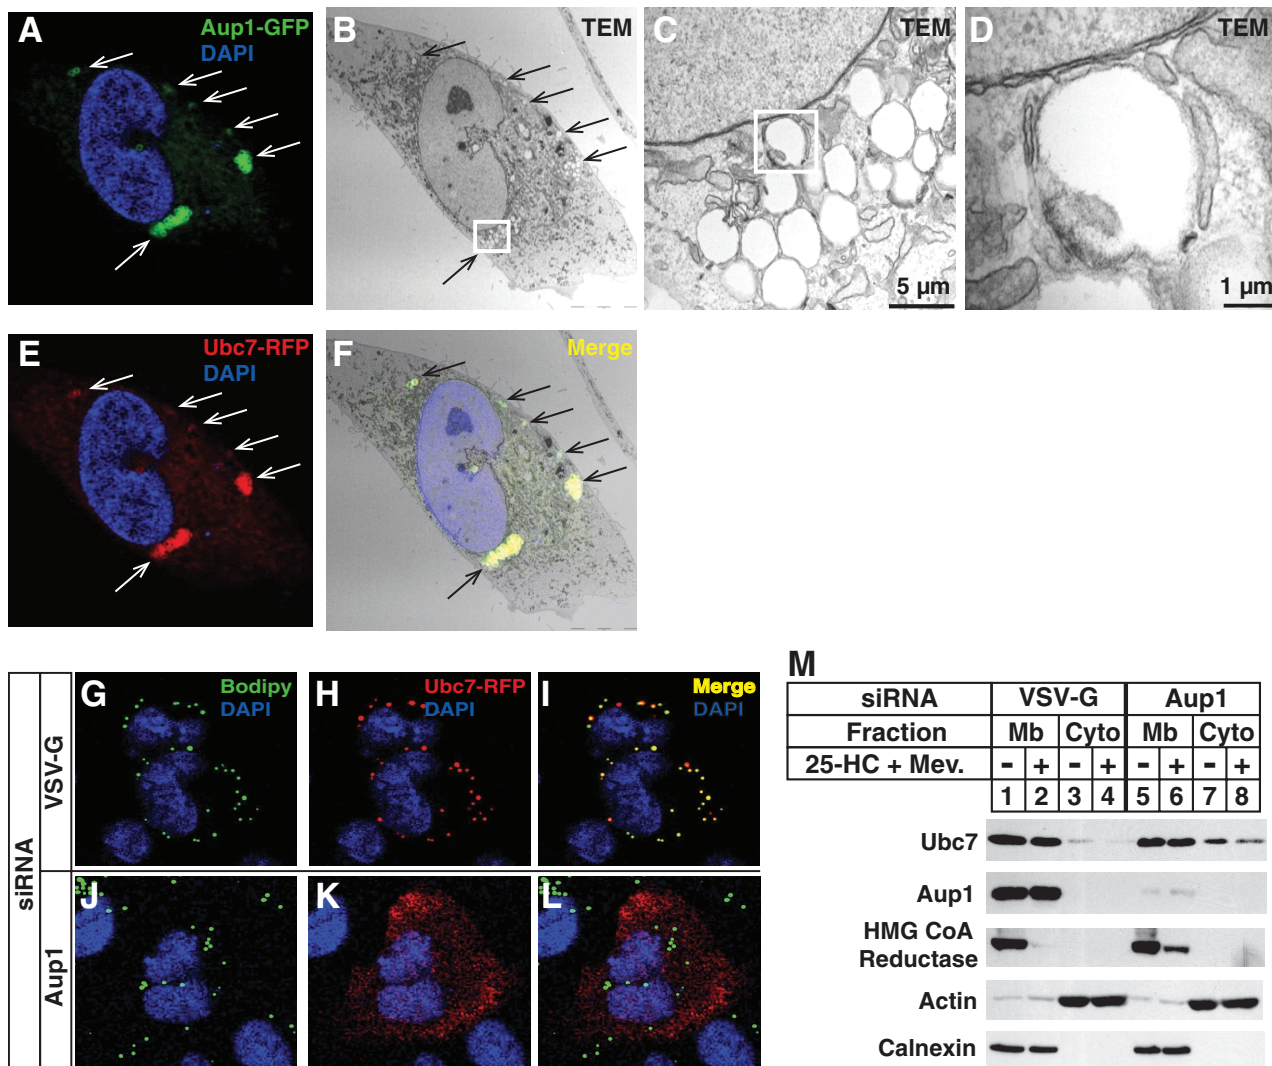 A Aup1-GFP
DAPI
B TEM
C TEM
5 µm
D TEM
1 µm
E Ubc7-RFP
DAPI
F Merge
siRNA
VSV-G
G Bodipy
DAPI
H Ubc7-RFP
DAPI
I Merge
DAPI
Aup1
J
K
L
M
siRNA VSV-G Aup1
Fraction Mb Cyto Mb Cyto
25-HC + Mev. - + - + - + - +
1 2 3 4 5 6 7 8
Ubc7
Aup1
HMG CoA
Reductase
Actin
Calnexin